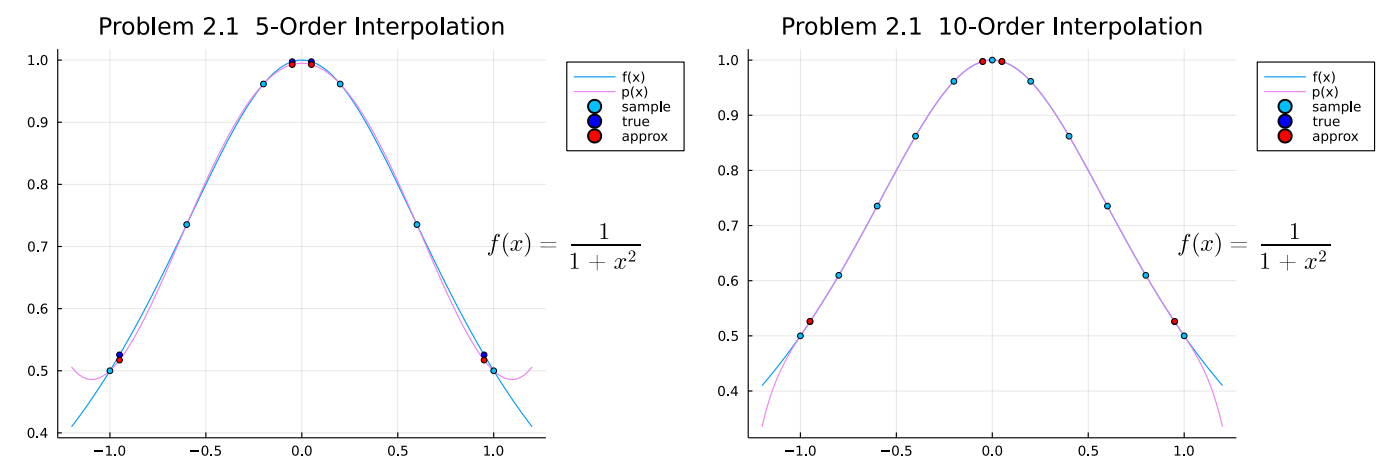 Problem 2.1 5-Order Interpolation
1.0
0.9
0.8
0.7
0.6
0.5
0.4
−1.0 −0.5 0.0 0.5 1.0
f(x)
p(x)
sample
true
approx
f(x) = 1 / (1 + x²)
Problem 2.1 10-Order Interpolation
1.0
0.9
0.8
0.7
0.6
0.5
0.4
−1.0 −0.5 0.0 0.5 1.0
f(x)
p(x)
sample
true
approx
f(x) = 1 / (1 + x²)